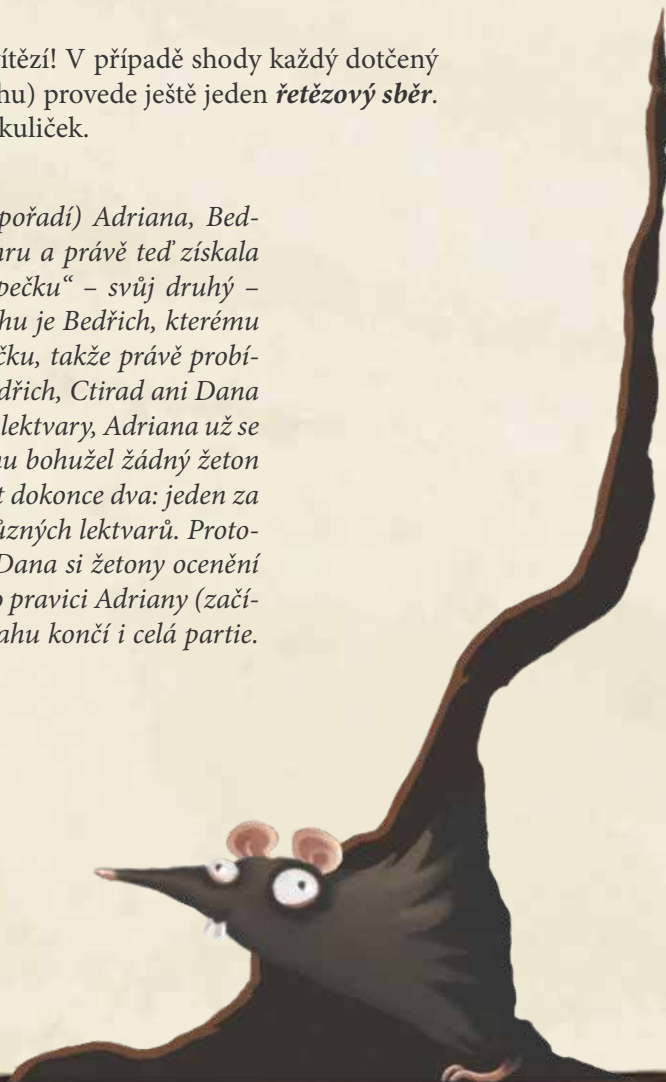 ítězí! V případě shody každý dotčený
hu) provede ještě jeden řetězový sběr.
kuliček.
pořadí) Adriana, Bed-
hru a právě teď získala
pečku“ – svůj druhý –
hu je Bedřich, kterému
čku, takže právě probí-
dřich, Ctirad ani Dana
lektvary, Adriana už se
nu bohužel žádný žeton
t dokonce dva: jeden za
ůzných lektvarů. Proto-
Dana si žetony ocenění
o pravici Adriany (začí-
ahu končí i celá partie.